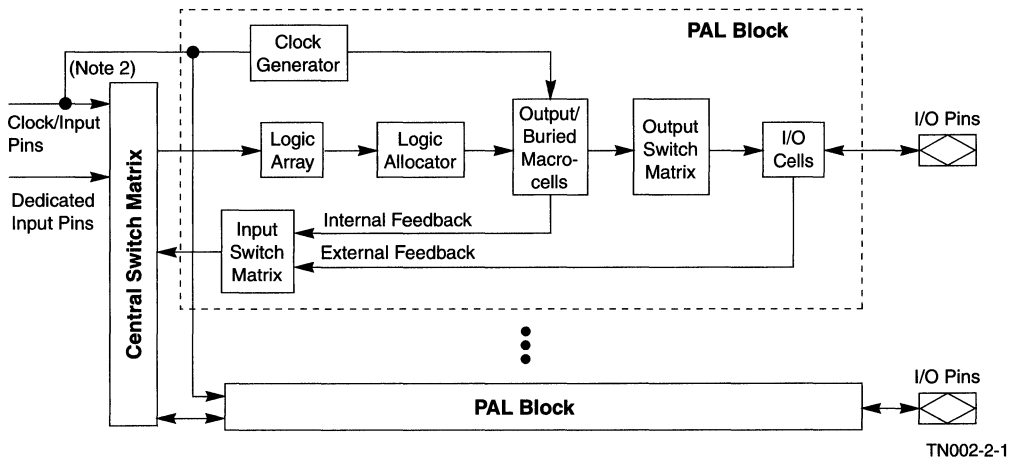 PAL Block
Clock
Generator
(Note 2)
Clock/Input
Pins
Dedicated
Input Pins
Central Switch Matrix
Logic
Array
Logic
Allocator
Output/
Buried
Macro-
cells
Output
Switch
Matrix
I/O
Cells
I/O Pins
Internal Feedback
External Feedback
Input
Switch
Matrix
PAL Block
I/O Pins
TN002-2-1